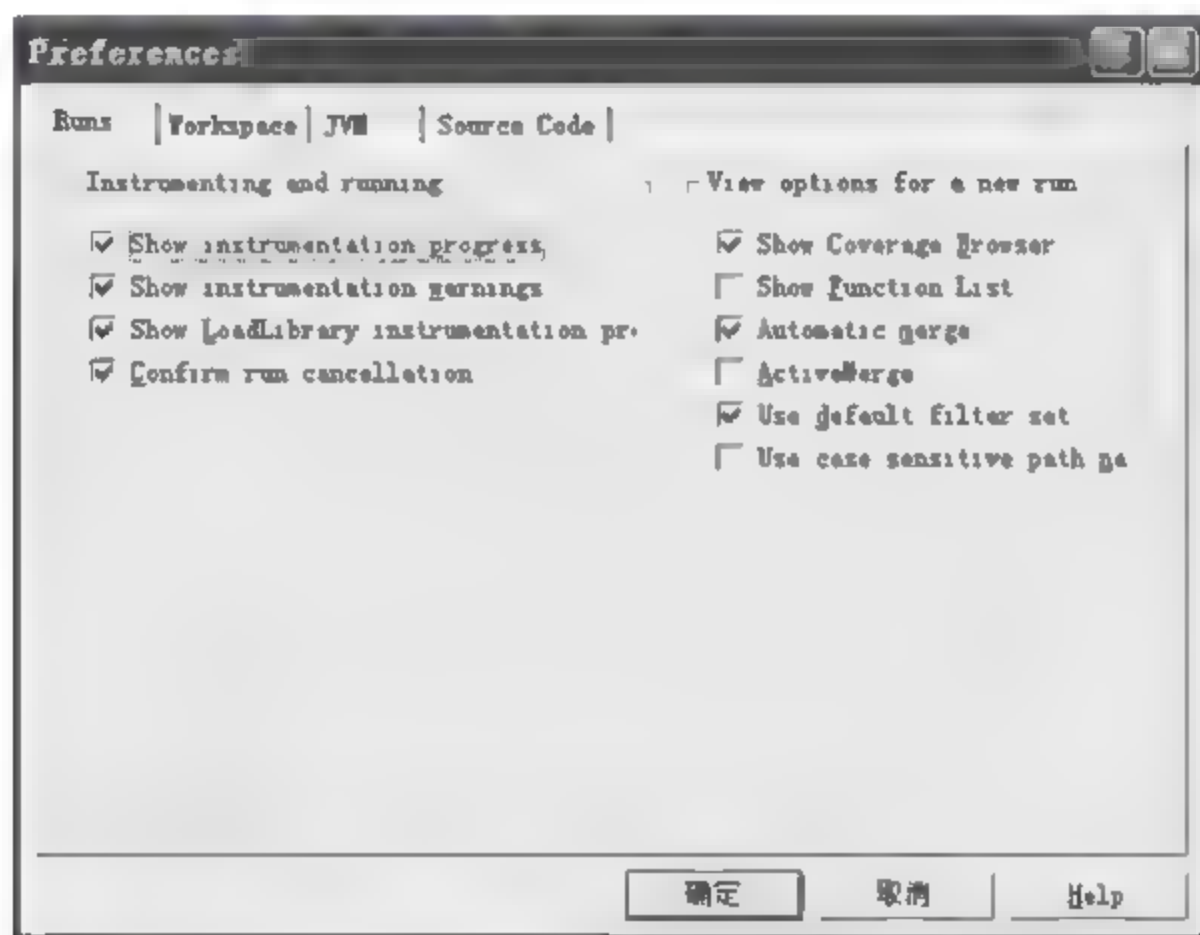 Preferences
Runs Workspace JVM Source Code
Instrumenting and running
Show instrumentation progress
Show instrumentation warnings
Show LoadLibrary instrumentation pr
Confirm run cancellation
View options for a new run
Show Coverage Browser
Show Function List
Automatic merge
ActiveMerge
Use default filter set
Use case sensitive path na
确定 取消 Help